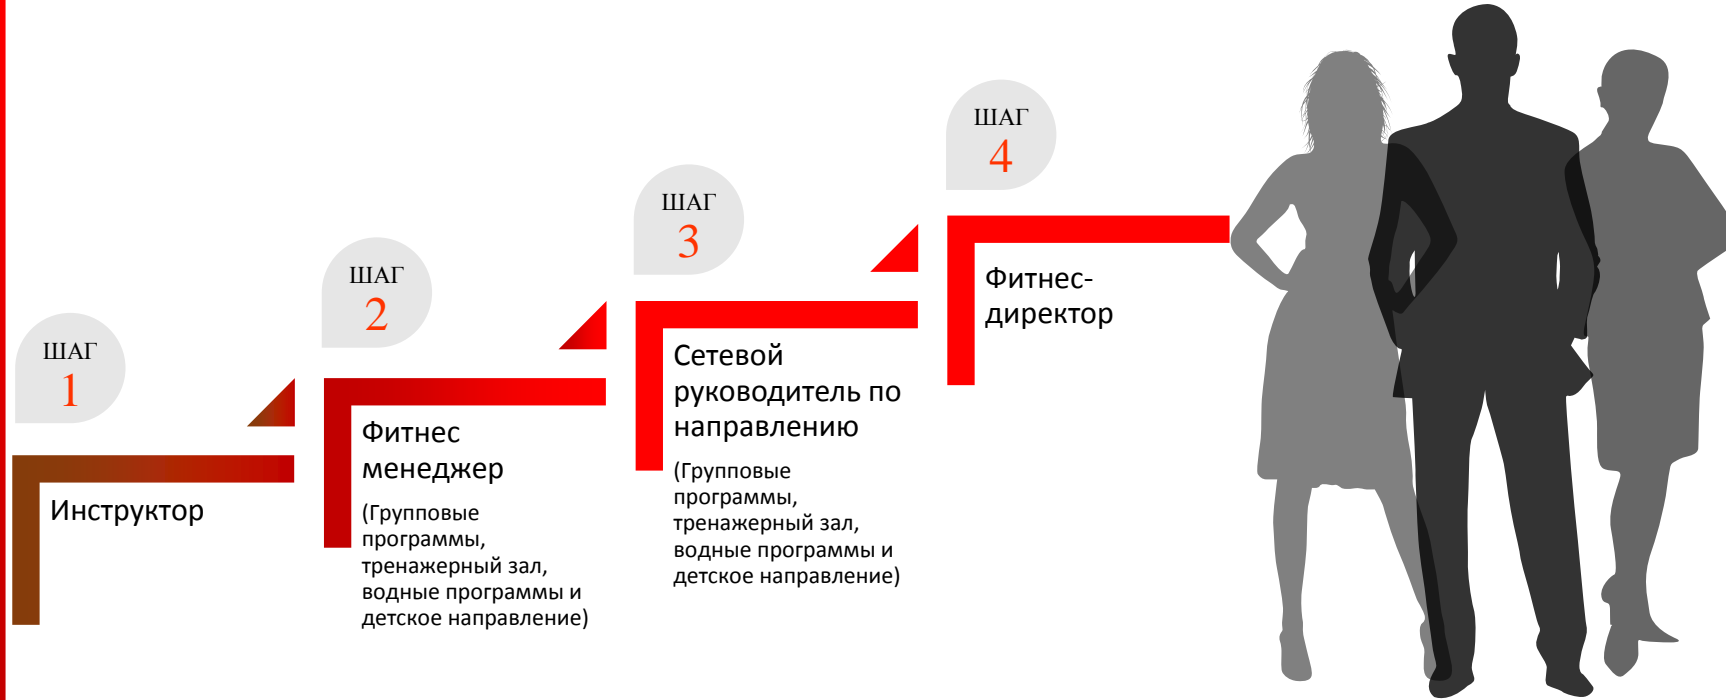 ШАГ
1
Инструктор
ШАГ
2
Фитнес
менеджер
(Групповые
программы,
тренажерный зал,
водные программы и
детское направление)
ШАГ
3
Сетевой
руководитель по
направлению
(Групповые
программы,
тренажерный зал,
водные программы и
детское направление)
ШАГ
4
Фитнес-
директор